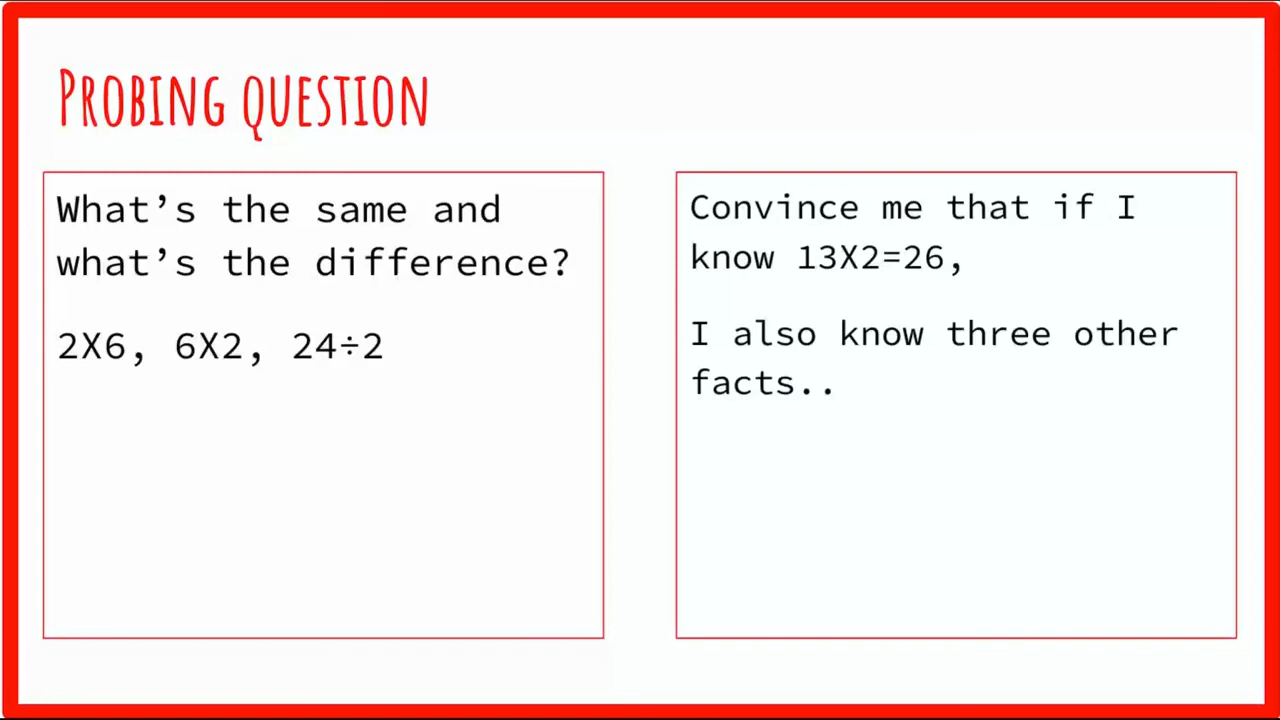 PROBING QUESTION
What’s the same and
what’s the difference?
2X6, 6X2, 24÷2
Convince me that if I
know 13X2=26,
I also know three other
facts..